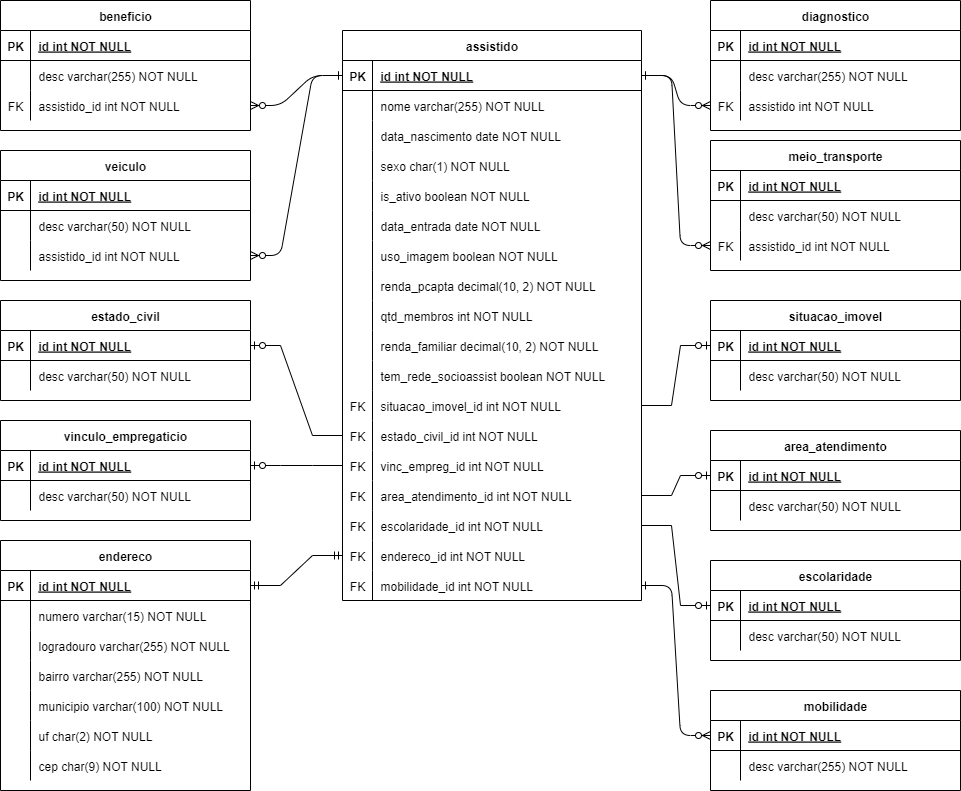 beneficio
PK id int NOT NULL
desc varchar(255) NOT NULL
FK assistido_id int NOT NULL
veiculo
PK id int NOT NULL
desc varchar(50) NOT NULL
assistido_id int NOT NULL
estado_civil
PK id int NOT NULL
desc varchar(50) NOT NULL
vinculo_empregaticio
PK id int NOT NULL
desc varchar(50) NOT NULL
endereco
PK id int NOT NULL
numero varchar(15) NOT NULL
logradouro varchar(255) NOT NULL
bairro varchar(255) NOT NULL
municipio varchar(100) NOT NULL
uf char(2) NOT NULL
cep char(9) NOT NULL
assistido
PK id int NOT NULL
nome varchar(255) NOT NULL
data_nascimento date NOT NULL
sexo char(1) NOT NULL
is_ativo boolean NOT NULL
data_entrada date NOT NULL
uso_imagem boolean NOT NULL
renda_pcapta decimal(10, 2) NOT NULL
qtd_membros int NOT NULL
renda_familiar decimal(10, 2) NOT NULL
tem_rede_socioassist boolean NOT NULL
FK situacao_imovel_id int NOT NULL
FK estado_civil_id int NOT NULL
FK vinc_empreg_id int NOT NULL
FK area_atendimento_id int NOT NULL
FK escolaridade_id int NOT NULL
FK endereco_id int NOT NULL
FK mobilidade_id int NOT NULL
diagnostico
PK id int NOT NULL
desc varchar(255) NOT NULL
FK assistido int NOT NULL
meio_transporte
PK id int NOT NULL
desc varchar(50) NOT NULL
FK assistido_id int NOT NULL
situacao_imovel
PK id int NOT NULL
desc varchar(50) NOT NULL
area_atendimento
PK id int NOT NULL
desc varchar(50) NOT NULL
escolaridade
PK id int NOT NULL
desc varchar(50) NOT NULL
mobilidade
PK id int NOT NULL
desc varchar(255) NOT NULL